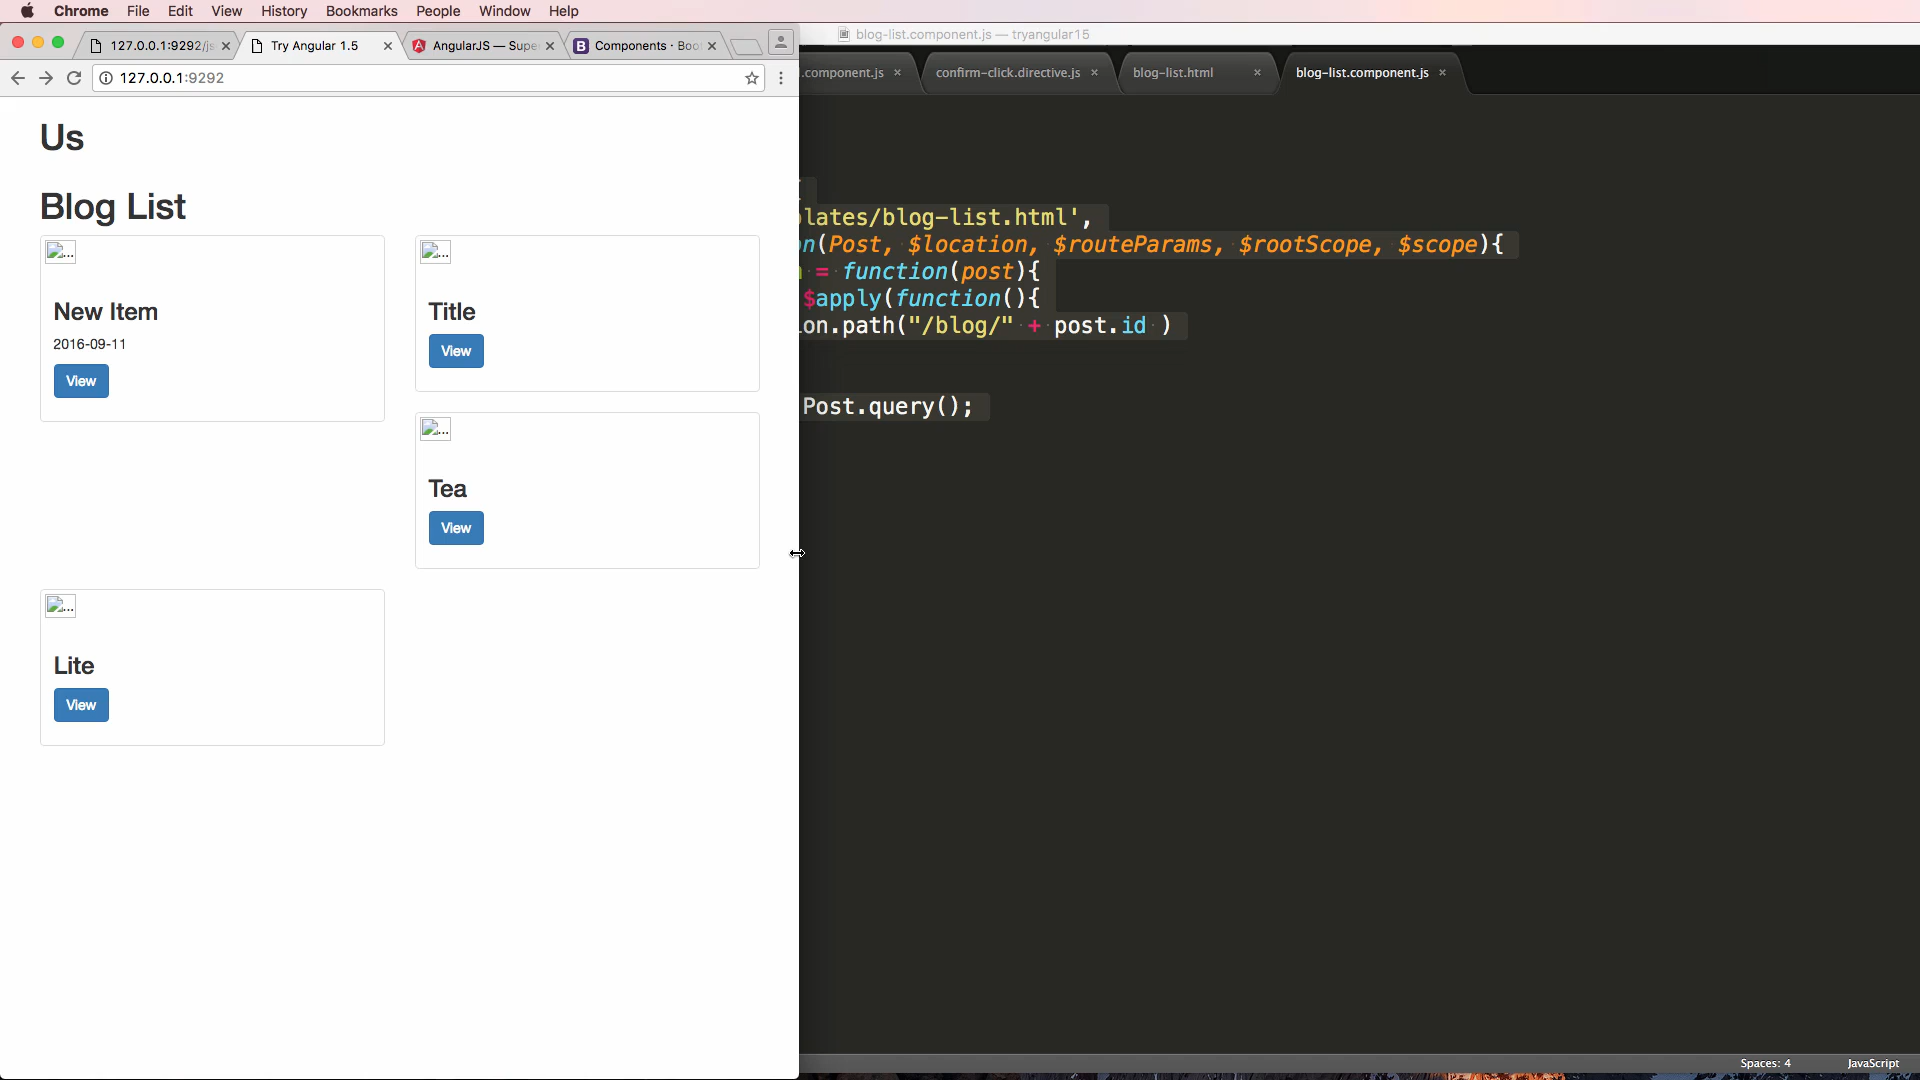 Chrome File Edit View History Bookmarks People Window Help
127.0.0.1:9292/js
Try Angular 1.5
AngularJS — Supe
Components · Boo
127.0.0.1:9292
Us
Blog List
...
New Item
2016-09-11
View
...
Title
View
...
Tea
View
...
Lite
View
blog-list.component.js — tryangular15
.component.js
confirm-click.directive.js
blog-list.html
blog-list.component.js
{
lates/blog-list.html',
n(Post, $location, $routeParams, $rootScope, $scope){
= function(post){
$apply(function(){
on.path("/blog/" + post.id )
Post.query();
Spaces: 4
JavaScript